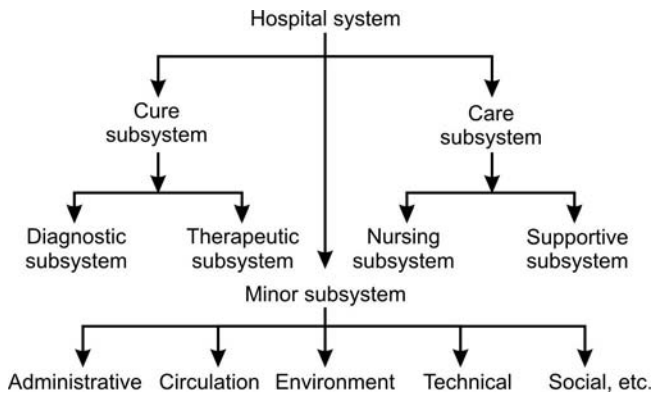 Hospital system
Cure
subsystem
Care
subsystem
Diagnostic
subsystem
Therapeutic
subsystem
Nursing
subsystem
Supportive
subsystem
Minor subsystem
Administrative
Circulation
Environment
Technical
Social, etc.